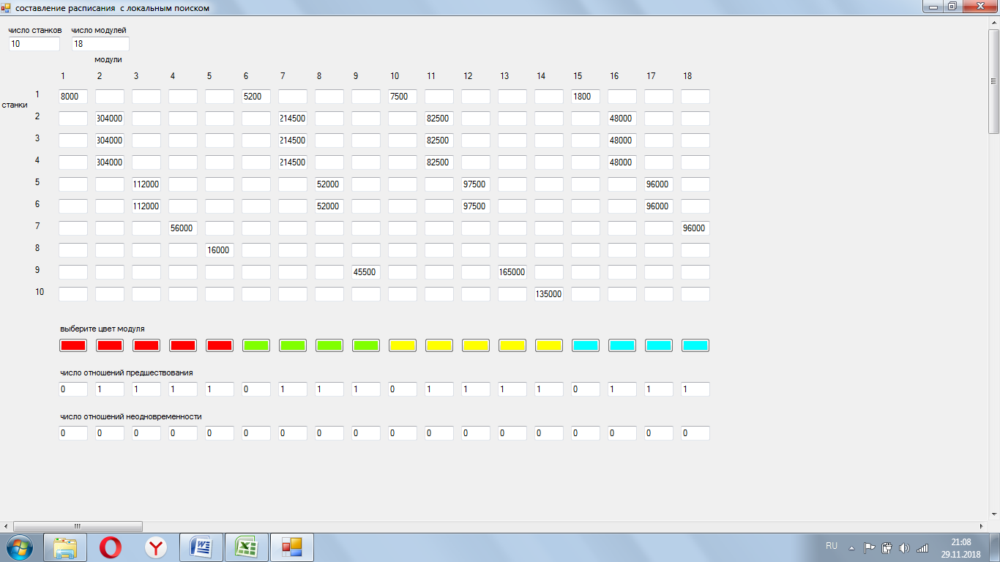 составление расписания с локальным поиском
число станков число модулей
10 18
модули
1 2 3 4 5 6 7 8 9 10 11 12 13 14 15 16 17 18
станки
1 8000 5200 7500 1800
2 304000 214500 82500 48000
3 304000 214500 82500 48000
4 304000 214500 82500 48000
5 112000 52000 97500 96000
6 112000 52000 97500 96000
7 56000 96000
8 16000
9 45500 165000
10 135000
выберите цвет модуля
число отношений предшествования
0 1 1 1 1 0 1 1 1 0 1 1 1 1 0 1 1 1
число отношений неодновременности
0 0 0 0 0 0 0 0 0 0 0 0 0 0 0 0 0 0
RU 21:08
29.11.2018